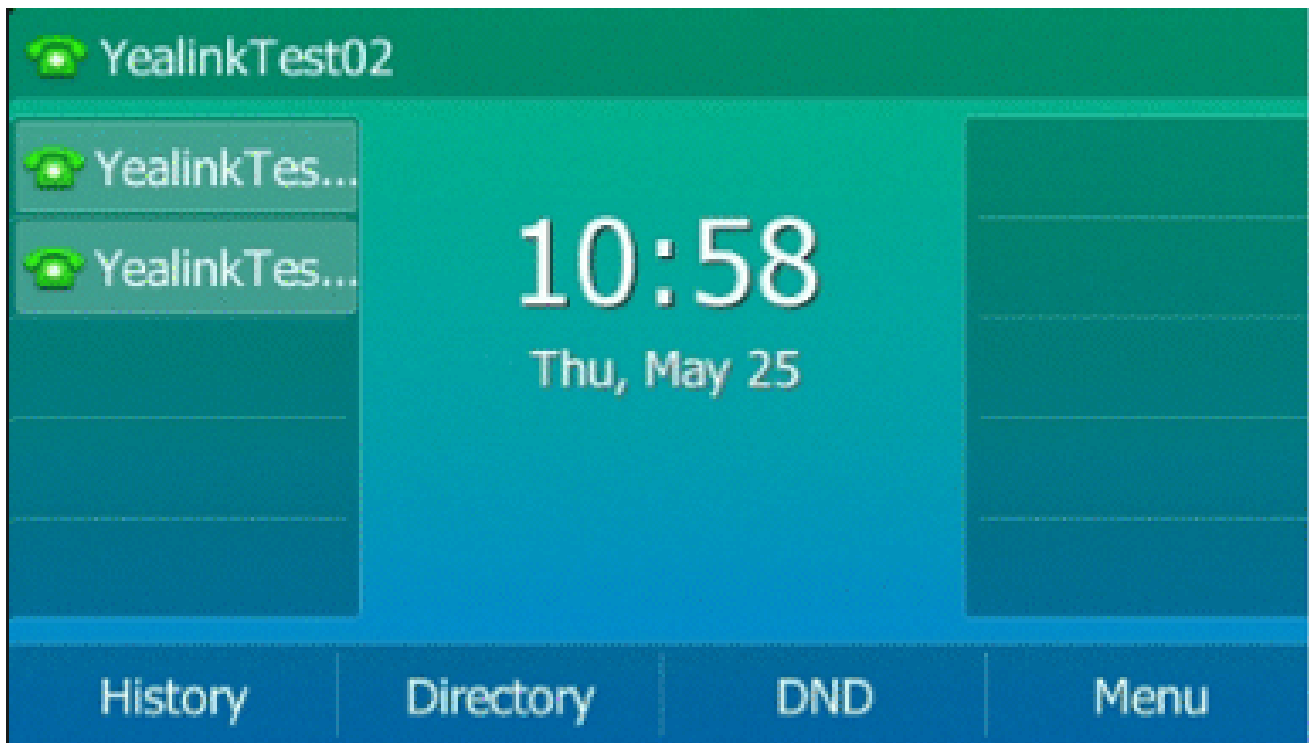 YealinkTest02
YealinkTes...
YealinkTes...
10:58
Thu, May 25
History
Directory
DND
Menu